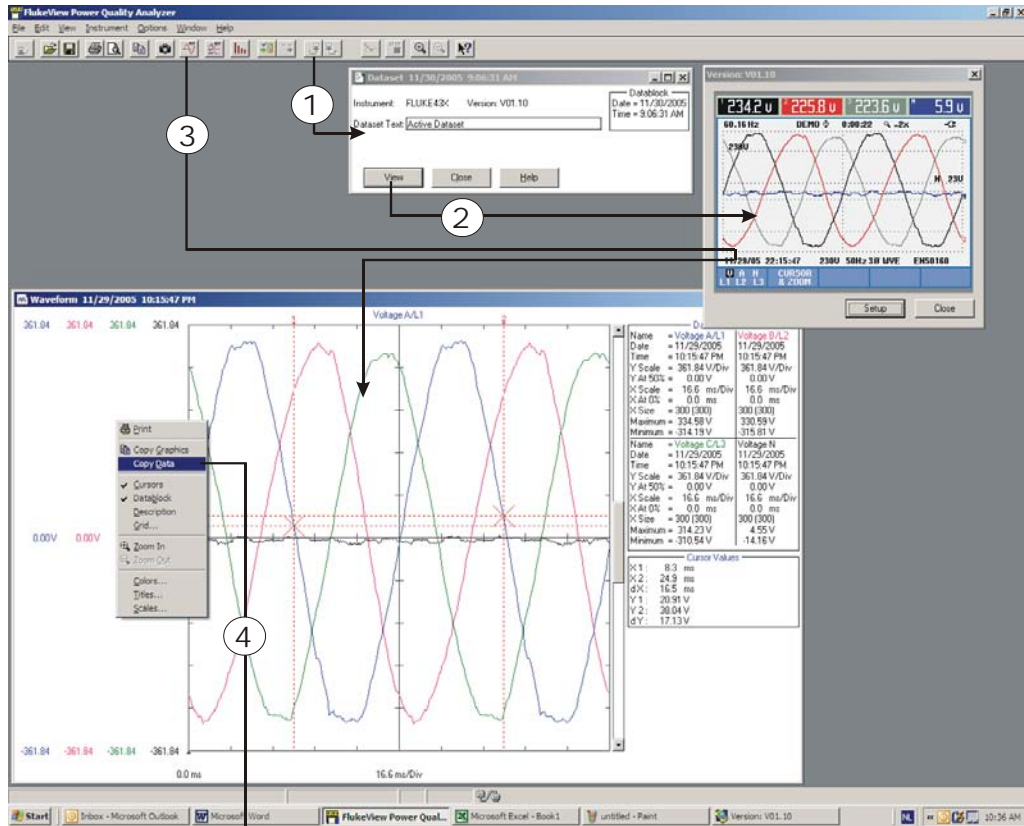 FlukeView Power Quality Analyzer
File Edit View Instrument Options Window Help
1
3
Dataset 11/30/2005 9:06:31 AM
Instrument: FLUKE43X Version: V01.10
Dataset Text: Active Dataset
Datablock
Date = 11/30/2005
Time = 9:06:31 AM
View Close Help
2
Version: V01.10
234.2 u 225.8 u 223.6 u 5.9 u
60.16 Hz DEMO 0:00:22
230U
N 23U
11/29/05 22:15:47 230U 50Hz 3Ø WYE EN50160
U A N CURSOR
L1 L2 L3 & ZOOM
Setup Close
Waveform 11/29/2005 10:15:47 PM
Voltage A/L1
361.84 361.84 361.84 361.84
0.00V 0.00V
-361.84 -361.84 -361.84 -361.84
0.0 ms 16.6 ms/Div
Print
Copy Graphics
Copy Data
Cursors
Datablock
Description
Grid...
Zoom In
Zoom Out
Colors...
Titles...
Scales...
4
Name = Voltage A/L1 Voltage B/L2
Date = 11/29/2005 11/29/2005
Time = 10:15:47 PM 10:15:47 PM
Y Scale = 361.84 V/Div 361.84 V/Div
Y At 50% = 0.00 V 0.00 V
X Scale = 16.6 ms/Div 16.6 ms/Div
X At 0% = 0.0 ms 0.0 ms
X Size = 300 (300) 300 (300)
Maximum = 334.58 V 330.59 V
Minimum = -314.19 V -315.81 V
Name = Voltage C/L3 Voltage N
Date = 11/29/2005 11/29/2005
Time = 10:15:47 PM 10:15:47 PM
Y Scale = 361.84 V/Div 361.84 V/Div
Y At 50% = 0.00 V 0.00 V
X Scale = 16.6 ms/Div 16.6 ms/Div
X At 0% = 0.0 ms 0.0 ms
X Size = 300 (300) 300 (300)
Maximum = 314.23 V 4.55 V
Minimum = -310.54 V -14.16 V
Cursor Values
X1: 8.3 ms
X2: 24.9 ms
dX: 16.5 ms
Y1: 20.91 V
Y2: 38.04 V
dY: 17.13 V
Start Inbox - Microsoft Outlook Microsoft Word FlukeView Power Qual... Microsoft Excel - Book1 untitled - Paint Version: V01.10 NL 10:36 AM